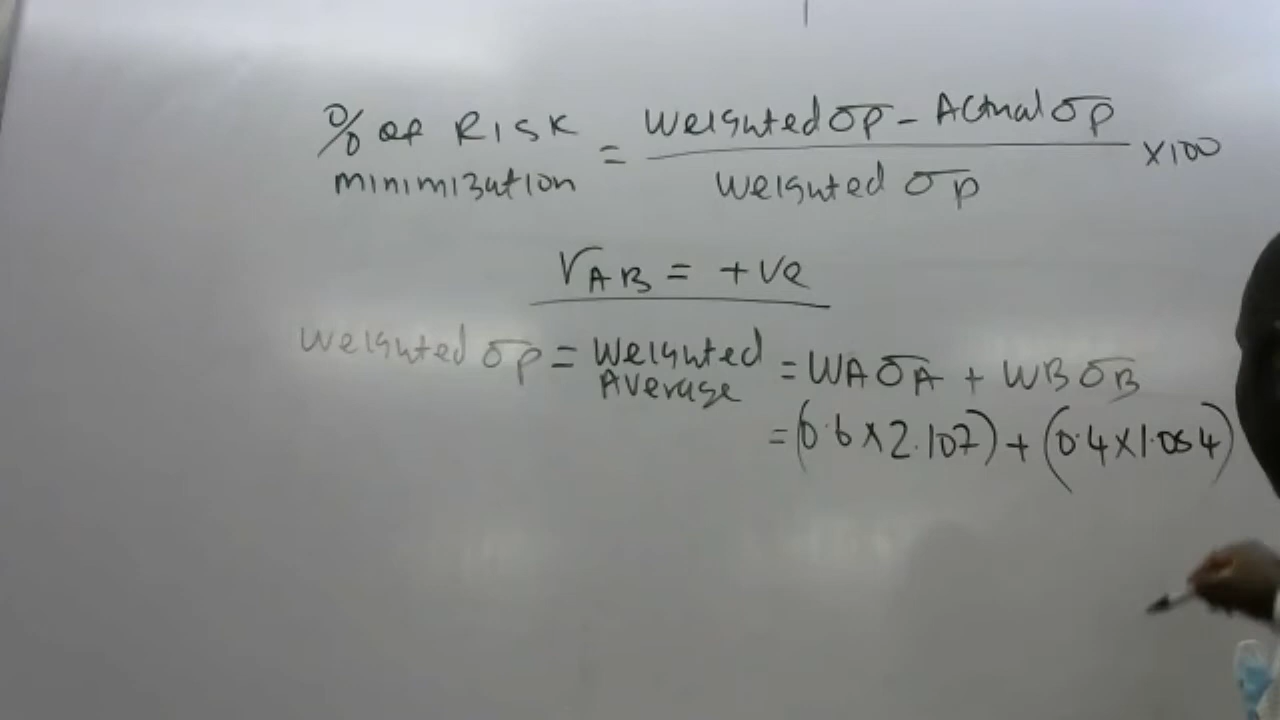 % of RISK minimization = Weighted σp - Actual σp / Weighted σp × 100
rAB = +ve
Weighted σp = Weighted Average = WA σA + WB σB
= (0.6 × 2.107) + (0.4 × 1.054)